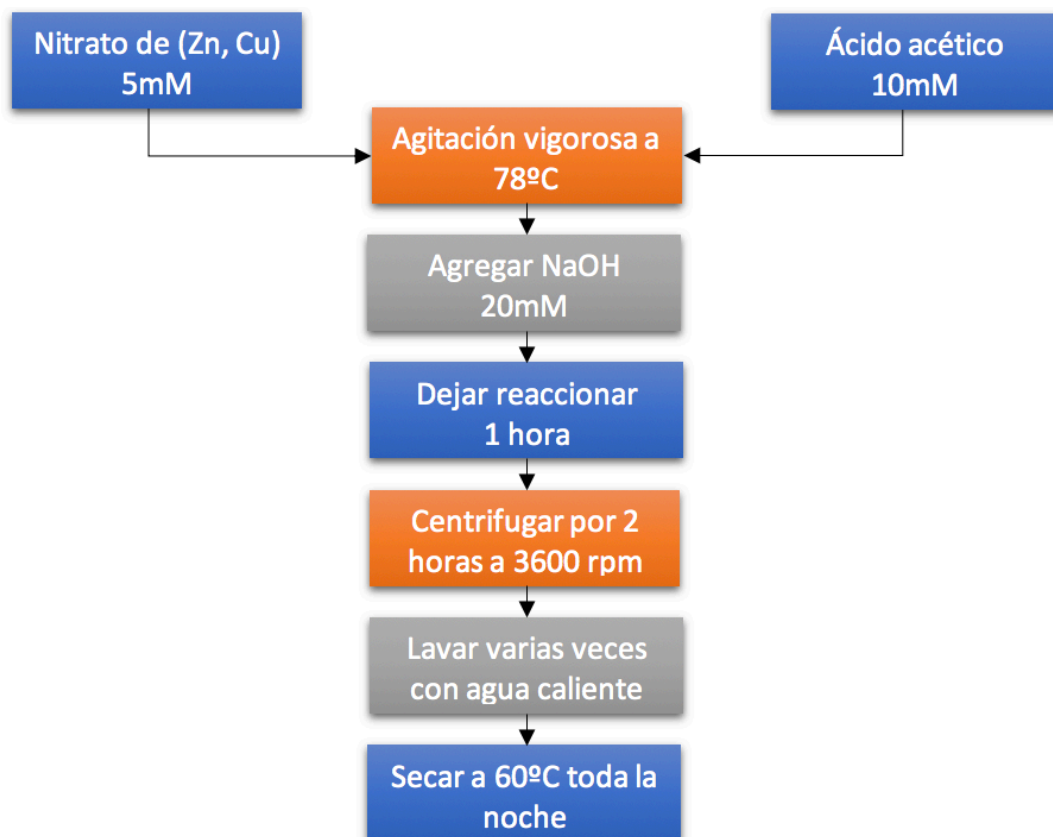 Nitrato de (Zn, Cu)
5mM
Ácido acético
10mM
Agitación vigorosa a
78ºC
Agregar NaOH
20mM
Dejar reaccionar
1 hora
Centrifugar por 2
horas a 3600 rpm
Lavar varias veces
con agua caliente
Secar a 60ºC toda la
noche